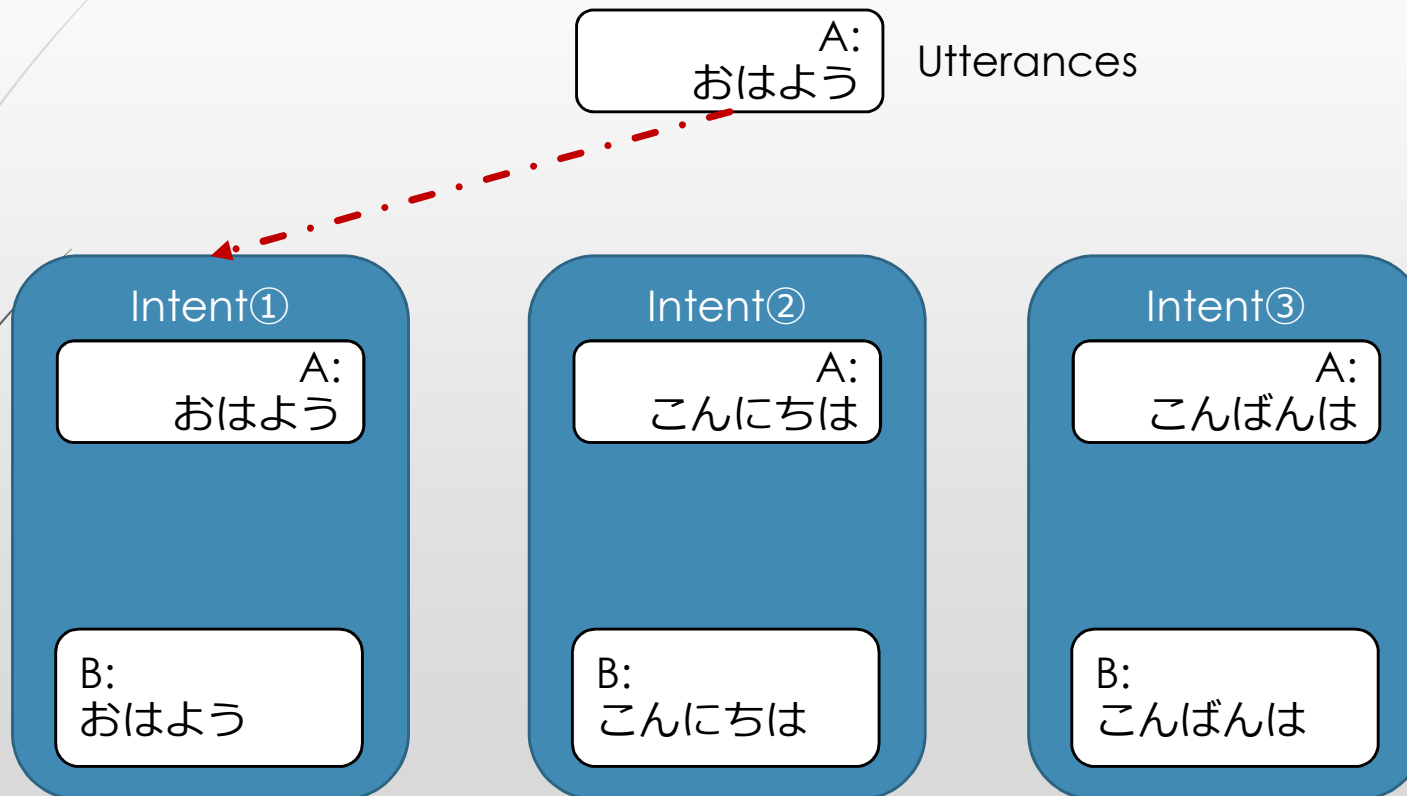 A:
おはよう
Utterances
Intent①
A:
おはよう
B:
おはよう
Intent②
A:
こんにちは
B:
こんにちは
Intent③
A:
こんばんは
B:
こんばんは